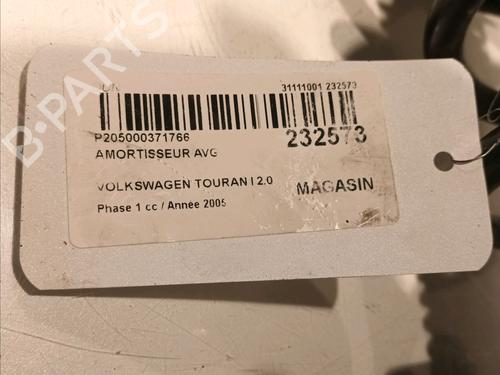 31111001 232573
P205000371766
232573
AMORTISSEUR AVG
VOLKSWAGEN TOURAN I 2.0
MAGASIN
Phase 1 cc / Année 2005
B-PARTS